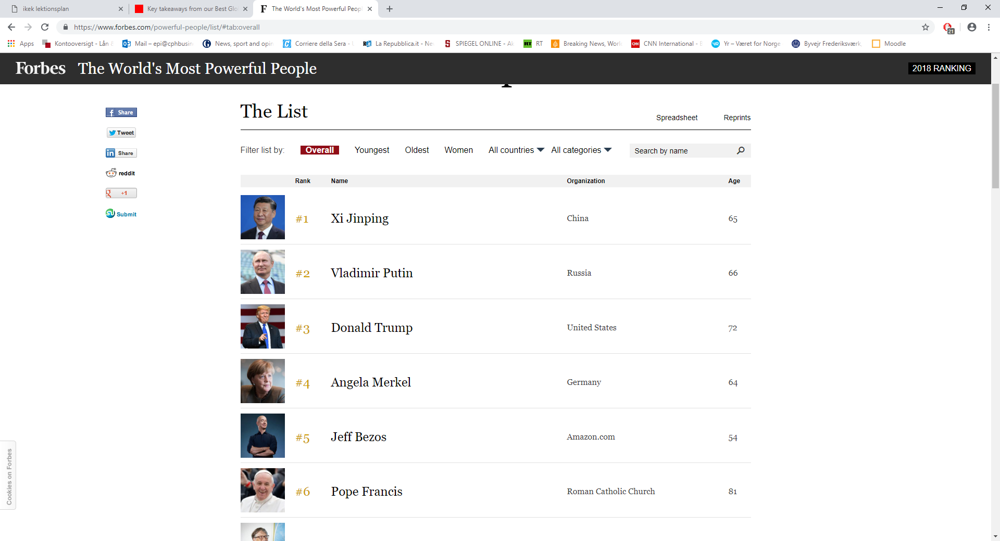 ikek lektionsplan
Key takeaways from our Best Glo
The World's Most Powerful Peopl
https://www.forbes.com/powerful-people/list/#tab:overall
21
Apps
Kontooversigt - Lån &
Mail – epi@cphbusin
News, sport and opin
Corriere della Sera -
La Repubblica.it - Ne
SPIEGEL ONLINE - Ak
RT
Breaking News, Worl
CNN International - E
Yr – Været for Norge
Byvejr Frederiksværk,
Moodle
Forbes The World's Most Powerful People
2018 RANKING
The List
Spreadsheet
Reprints
Share
Tweet
Share
reddit
+1
Submit
Filter list by: Overall Youngest Oldest Women All countries All categories Search by name
Rank Name Organization Age
#1 Xi Jinping China 65
#2 Vladimir Putin Russia 66
#3 Donald Trump United States 72
#4 Angela Merkel Germany 64
#5 Jeff Bezos Amazon.com 54
#6 Pope Francis Roman Catholic Church 81
Cookies on Forbes